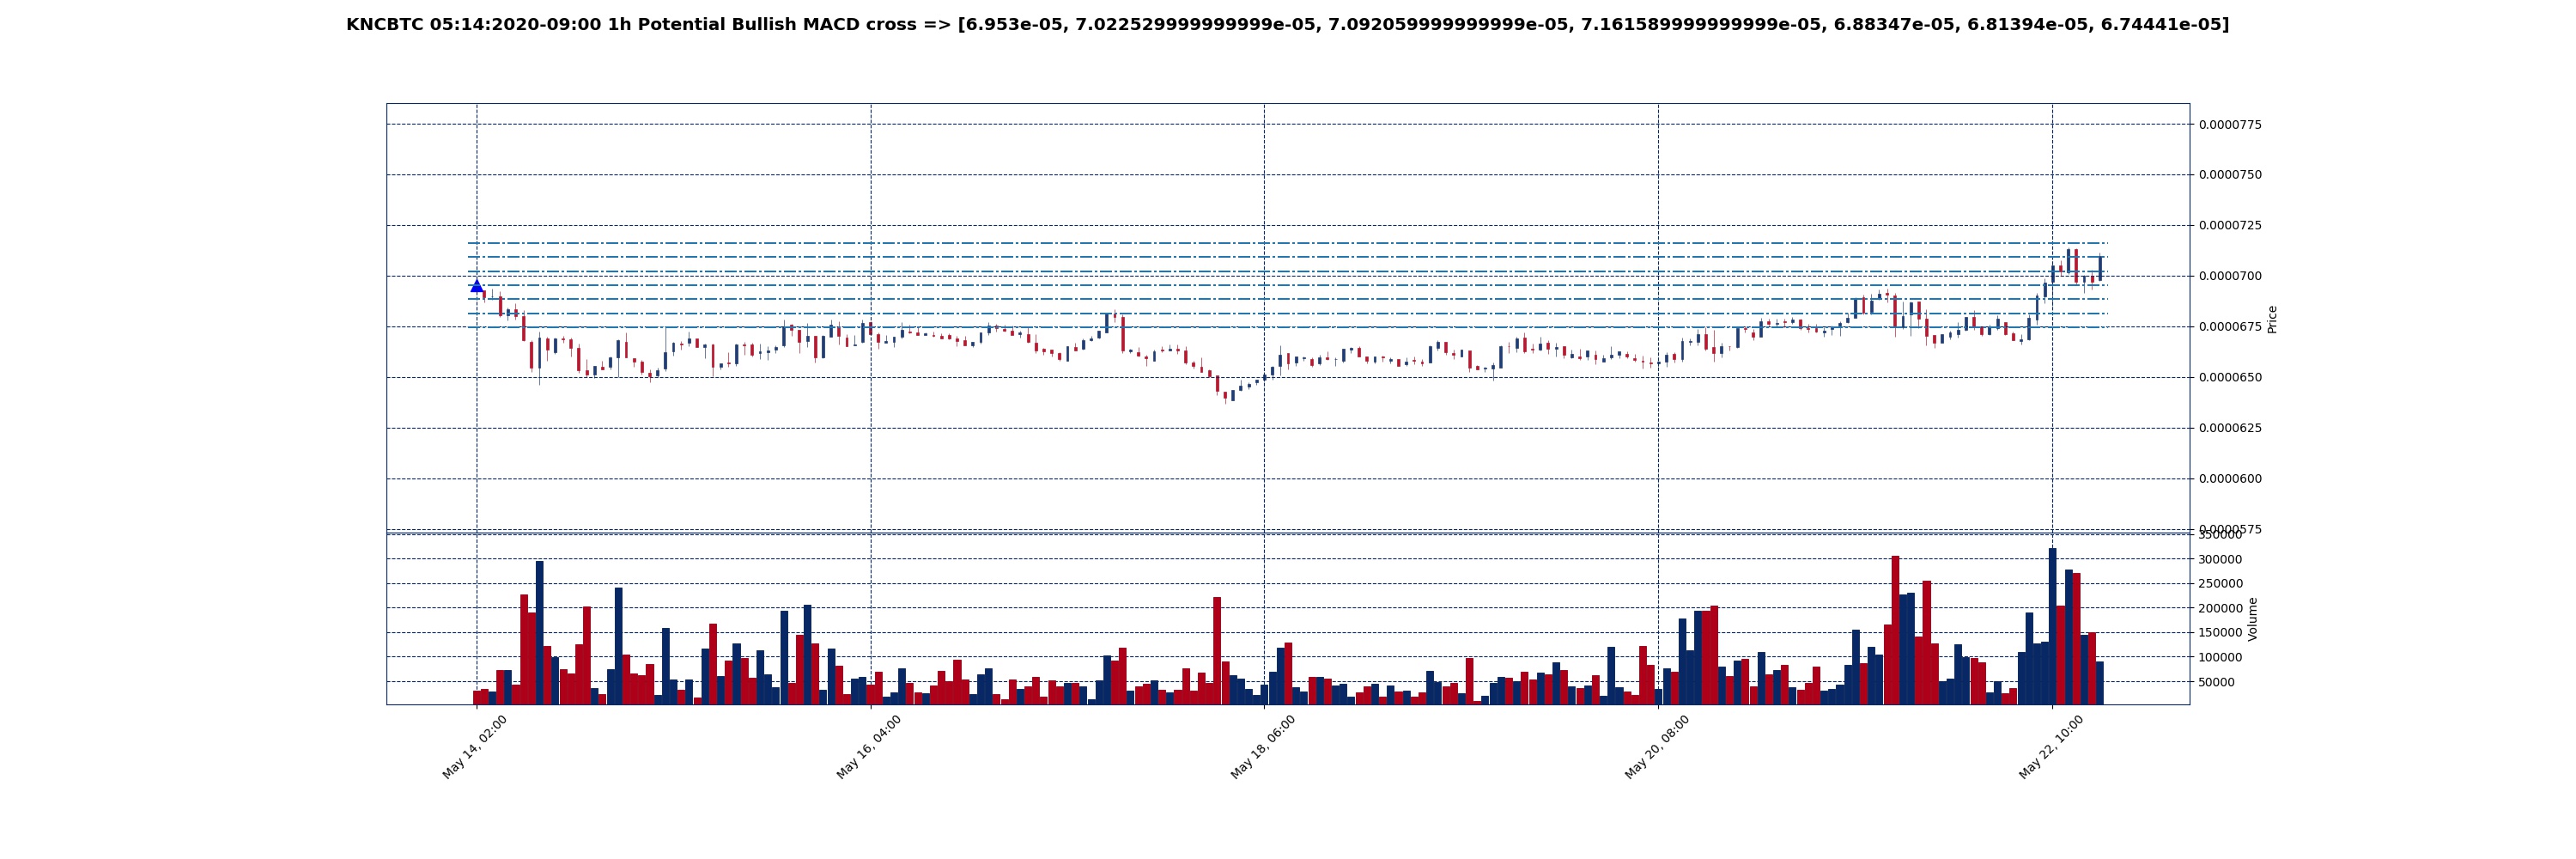 KNCBTC 05:14:2020-09:00 1h Potential Bullish MACD cross => [6.953e-05, 7.022529999999999e-05, 7.092059999999999e-05, 7.161589999999999e-05, 6.88347e-05, 6.81394e-05, 6.74441e-05]
0.0000775
0.0000750
0.0000725
0.0000700
0.0000675
0.0000650
0.0000625
0.0000600
0.0000575
Price
350000
300000
250000
200000
150000
100000
50000
Volume
May 14, 02:00
May 16, 04:00
May 18, 06:00
May 20, 08:00
May 22, 10:00